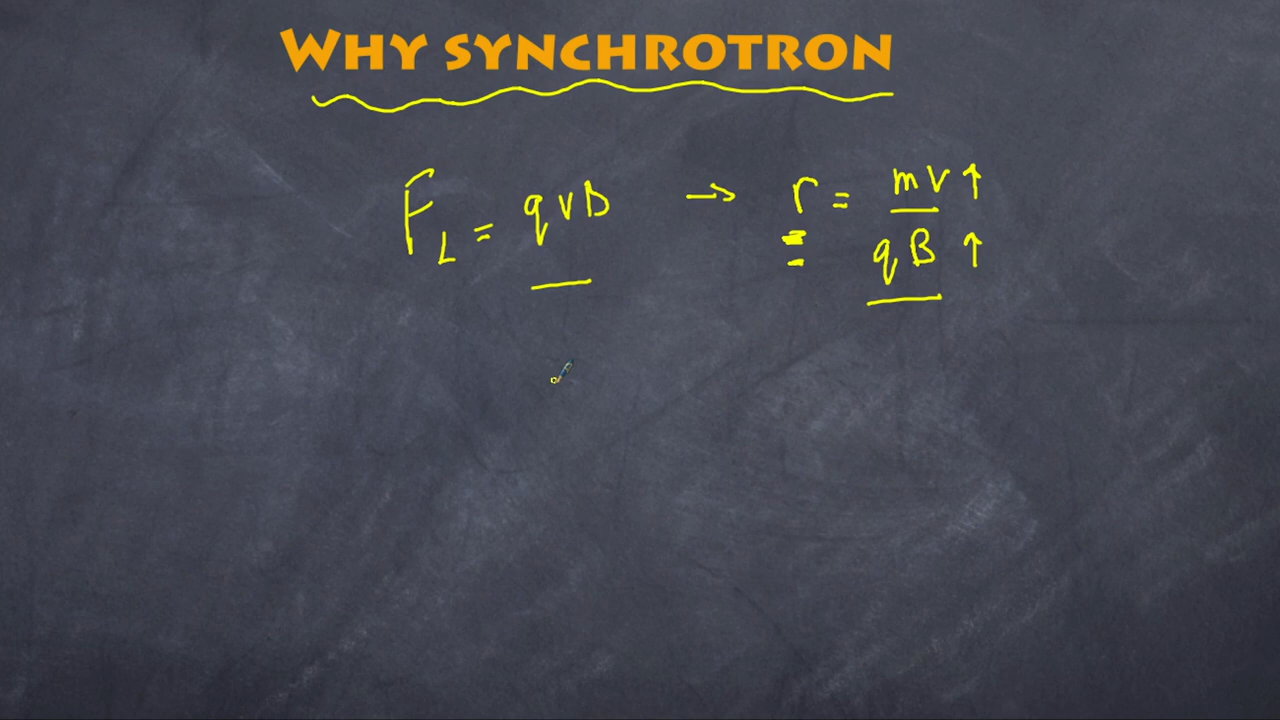 WHY SYNCHROTRON
F_L = qvB → r = mv↑ / qB↑